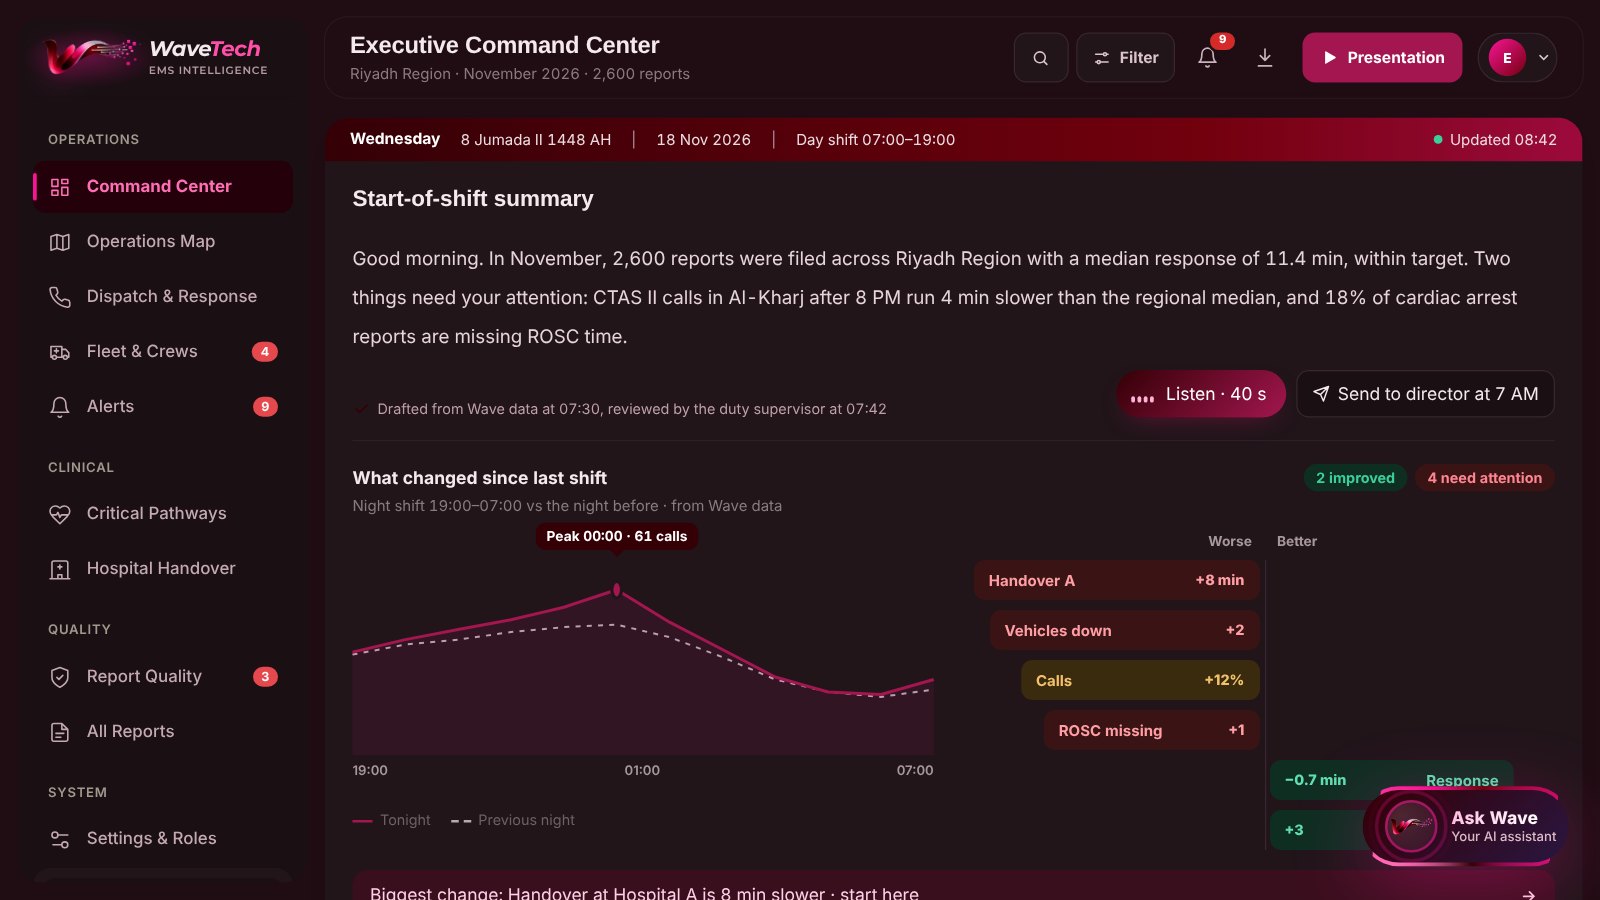 WaveTech
EMS INTELLIGENCE
OPERATIONS
Command Center
Operations Map
Dispatch & Response
Fleet & Crews 4
Alerts 9
CLINICAL
Critical Pathways
Hospital Handover
QUALITY
Report Quality 3
All Reports
SYSTEM
Settings & Roles
Executive Command Center
Riyadh Region · November 2026 · 2,600 reports
Filter
9
Presentation
E
Wednesday 8 Jumada II 1448 AH 18 Nov 2026 Day shift 07:00–19:00 Updated 08:42
Start-of-shift summary
Good morning. In November, 2,600 reports were filed across Riyadh Region with a median response of 11.4 min, within target. Two
things need your attention: CTAS II calls in Al-Kharj after 8 PM run 4 min slower than the regional median, and 18% of cardiac arrest
reports are missing ROSC time.
Drafted from Wave data at 07:30, reviewed by the duty supervisor at 07:42
Listen · 40 s
Send to director at 7 AM
What changed since last shift
2 improved
4 need attention
Night shift 19:00–07:00 vs the night before · from Wave data
Peak 00:00 · 61 calls
19:00 01:00 07:00
Tonight Previous night
Worse Better
Handover A +8 min
Vehicles down +2
Calls +12%
ROSC missing +1
−0.7 min Response
+3
Ask Wave
Your AI assistant
Biggest change: Handover at Hospital A is 8 min slower · start here